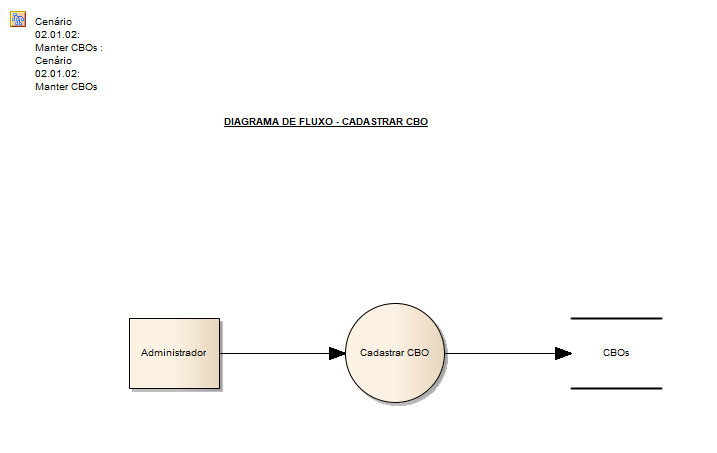 Cenário
02.01.02:
Manter CBOs :
Cenário
02.01.02:
Manter CBOs
DIAGRAMA DE FLUXO - CADASTRAR CBO
Administrador
Cadastrar CBO
CBOs